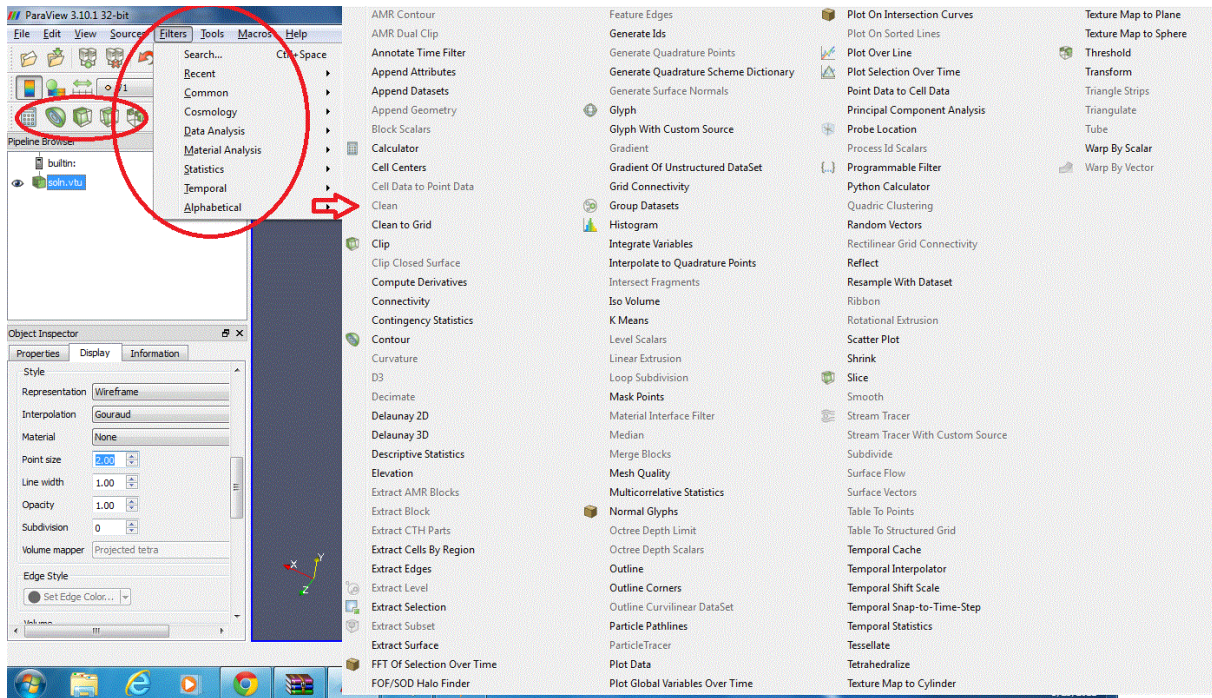 ParaView 3.10.1 32-bit
File Edit View Sources Filters Tools Macros Help
Search... Ctrl+Space
Recent
Common
Cosmology
Data Analysis
Material Analysis
Statistics
Temporal
Alphabetical
Pipeline Browser
builtin:
soln.vtu
Object Inspector
Properties Display Information
Style
Representation Wireframe
Interpolation Gouraud
Material None
Point size 2.00
Line width 1.00
Opacity 1.00
Subdivision 0
Volume mapper Projected tetra
Edge Style
Set Edge Color...
Volume
X
Y
Z
AMR Contour
AMR Dual Clip
Annotate Time Filter
Append Attributes
Append Datasets
Append Geometry
Block Scalars
Calculator
Cell Centers
Cell Data to Point Data
Clean
Clean to Grid
Clip
Clip Closed Surface
Compute Derivatives
Connectivity
Contingency Statistics
Contour
Curvature
D3
Decimate
Delaunay 2D
Delaunay 3D
Descriptive Statistics
Elevation
Extract AMR Blocks
Extract Block
Extract CTH Parts
Extract Cells By Region
Extract Edges
Extract Level
Extract Selection
Extract Subset
Extract Surface
FFT Of Selection Over Time
FOF/SOD Halo Finder
Feature Edges
Generate Ids
Generate Quadrature Points
Generate Quadrature Scheme Dictionary
Generate Surface Normals
Glyph
Glyph With Custom Source
Gradient
Gradient Of Unstructured DataSet
Grid Connectivity
Group Datasets
Histogram
Integrate Variables
Interpolate to Quadrature Points
Intersect Fragments
Iso Volume
K Means
Level Scalars
Linear Extrusion
Loop Subdivision
Mask Points
Material Interface Filter
Median
Merge Blocks
Mesh Quality
Multicorrelative Statistics
Normal Glyphs
Octree Depth Limit
Octree Depth Scalars
Outline
Outline Corners
Outline Curvilinear DataSet
Particle Pathlines
ParticleTracer
Plot Data
Plot Global Variables Over Time
Plot On Intersection Curves
Plot On Sorted Lines
Plot Over Line
Plot Selection Over Time
Point Data to Cell Data
Principal Component Analysis
Probe Location
Process Id Scalars
Programmable Filter
Python Calculator
Quadric Clustering
Random Vectors
Rectilinear Grid Connectivity
Reflect
Resample With Dataset
Ribbon
Rotational Extrusion
Scatter Plot
Shrink
Slice
Smooth
Stream Tracer
Stream Tracer With Custom Source
Subdivide
Surface Flow
Surface Vectors
Table To Points
Table To Structured Grid
Temporal Cache
Temporal Interpolator
Temporal Shift Scale
Temporal Snap-to-Time-Step
Temporal Statistics
Tessellate
Tetrahedralize
Texture Map to Cylinder
Texture Map to Plane
Texture Map to Sphere
Threshold
Transform
Triangle Strips
Triangulate
Tube
Warp By Scalar
Warp By Vector